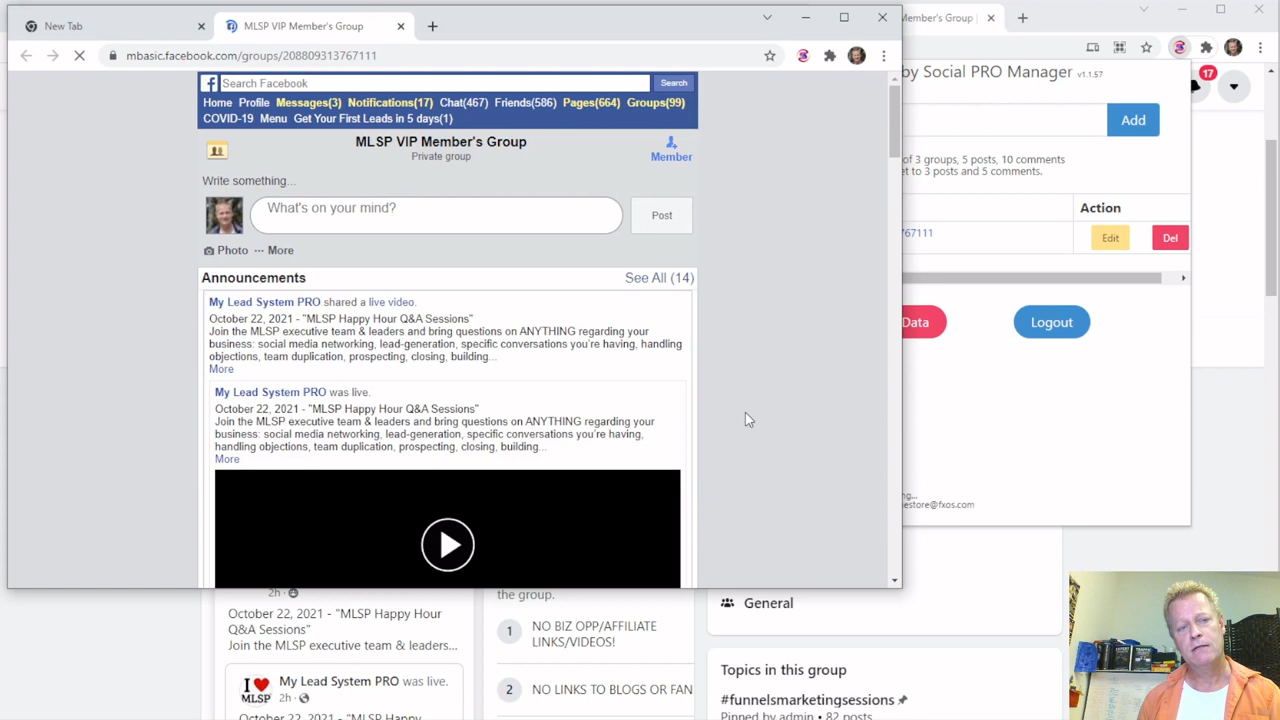 New Tab
MLSP VIP Member's Group
Member's Group |
mbasic.facebook.com/groups/208809313767111
Search Facebook
Search
Home Profile Messages(3) Notifications(17) Chat(467) Friends(586) Pages(664) Groups(99)
COVID-19 Menu Get Your First Leads in 5 days(1)
MLSP VIP Member's Group
Private group
Member
Write something...
What's on your mind?
Post
Photo ··· More
Announcements
See All (14)
My Lead System PRO shared a live video.
October 22, 2021 - "MLSP Happy Hour Q&A Sessions"
Join the MLSP executive team & leaders and bring questions on ANYTHING regarding your
business: social media networking, lead-generation, specific conversations you're having, handling
objections, team duplication, prospecting, closing, building...
More
My Lead System PRO was live.
October 22, 2021 - "MLSP Happy Hour Q&A Sessions"
Join the MLSP executive team & leaders and bring questions on ANYTHING regarding your
business: social media networking, lead-generation, specific conversations you're having,
handling objections, team duplication, prospecting, closing, building...
More
by Social PRO Manager v1.1.57
17
Add
of 3 groups, 5 posts, 10 comments
et to 3 posts and 5 comments.
Action
67111
Edit
Del
Data
Logout
g...
estore@fxos.com
2h ·
October 22, 2021 - "MLSP Happy Hour
Q&A Sessions"
Join the MLSP executive team & leaders...
I MLSP
My Lead System PRO was live.
2h ·
October 22, 2021 - "MLSP Happy
the group.
1
NO BIZ OPP/AFFILIATE
LINKS/VIDEOS!
2
NO LINKS TO BLOGS OR FAN
General
Topics in this group
#funnelsmarketingsessions
Pinned by admin • 82 posts